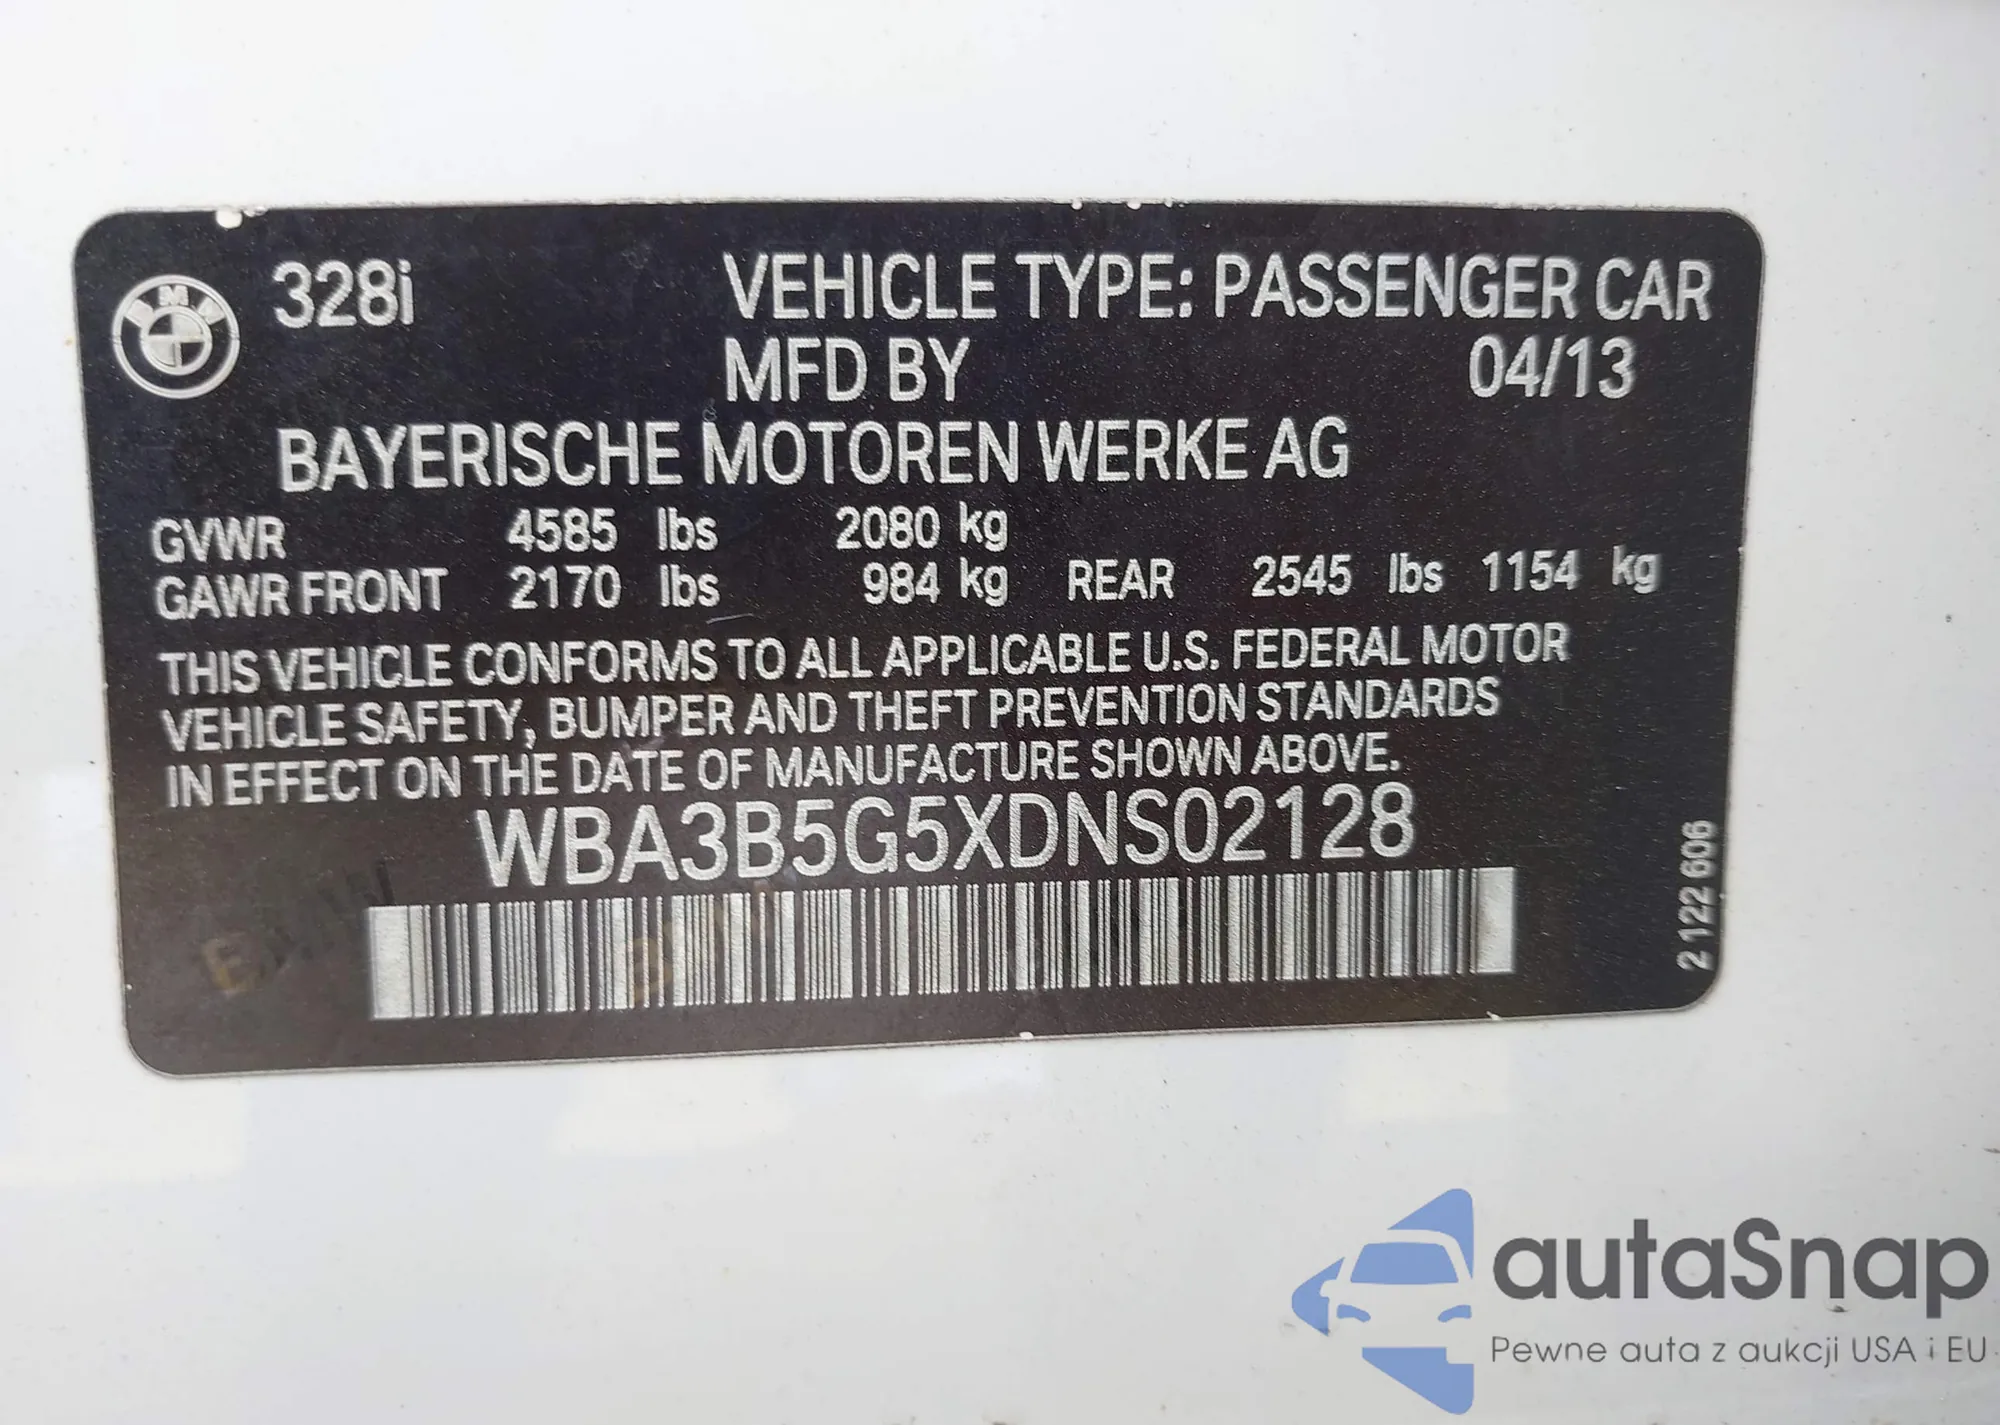 328i VEHICLE TYPE: PASSENGER CAR
MFD BY 04/13
BAYERISCHE MOTOREN WERKE AG
GVWR 4585 lbs 2080 kg
GAWR FRONT 2170 lbs 984 kg REAR 2545 lbs 1154 kg
THIS VEHICLE CONFORMS TO ALL APPLICABLE U.S. FEDERAL MOTOR
VEHICLE SAFETY, BUMPER AND THEFT PREVENTION STANDARDS
IN EFFECT ON THE DATE OF MANUFACTURE SHOWN ABOVE.
WBA3B5G5XDNS02128
2 122 606
BMW
autaSnap
Pewne auta z aukcji USA i EU